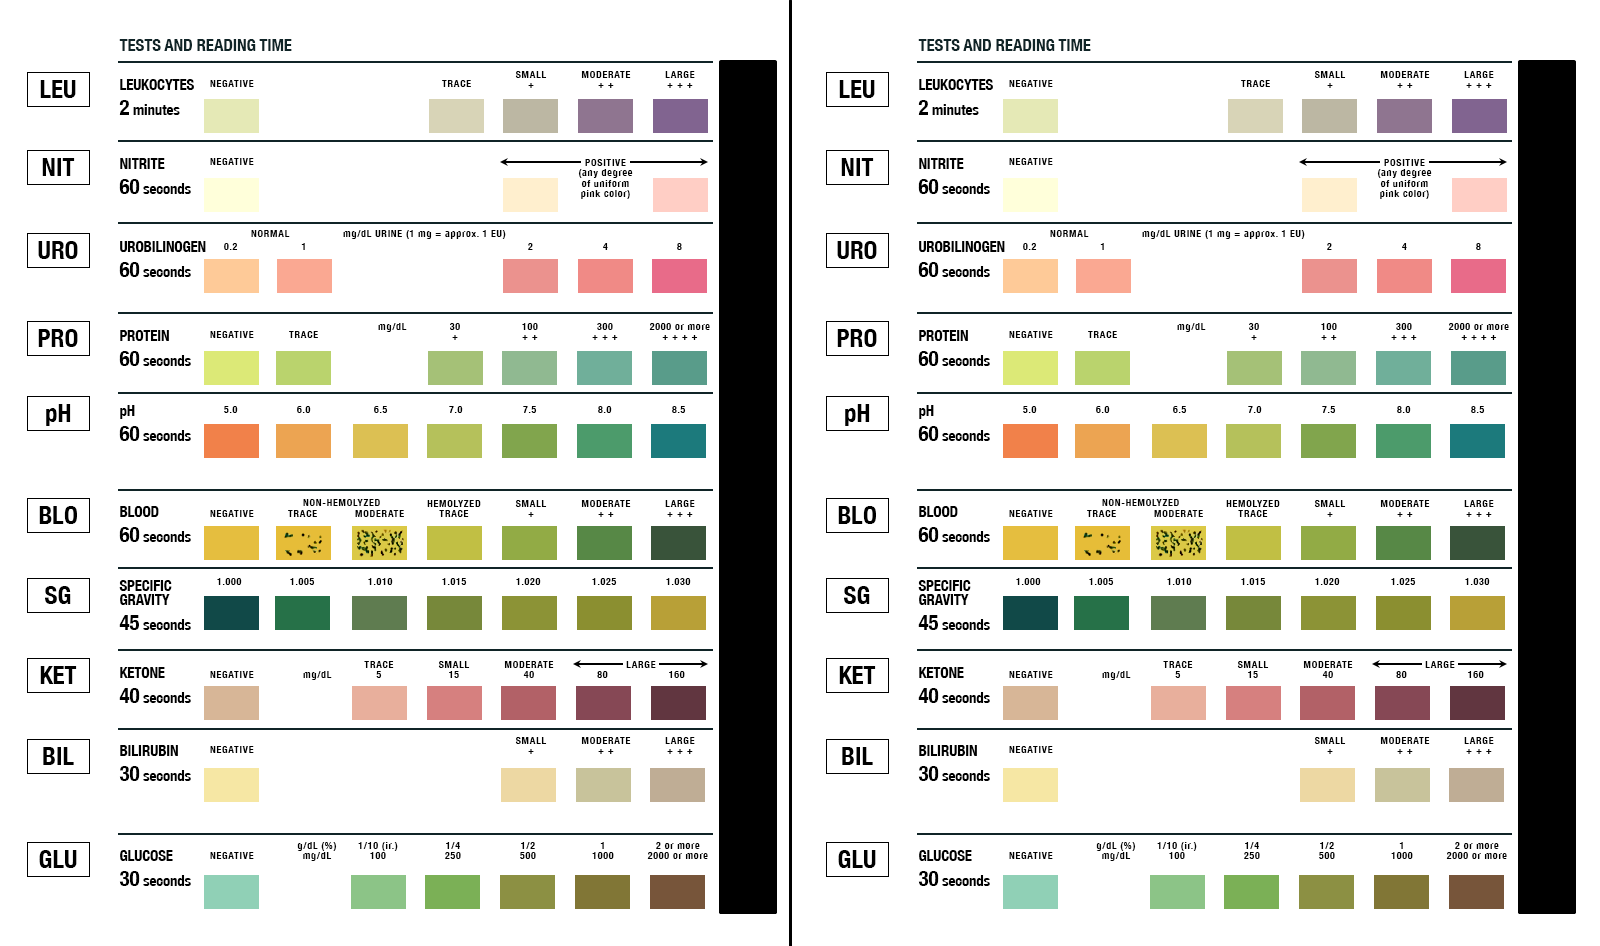 TESTS AND READING TIME
LEU
LEUKOCYTES
2 minutes
NEGATIVE
TRACE
SMALL
+
MODERATE
+ +
LARGE
+ + +
NIT
NITRITE
60 seconds
NEGATIVE
POSITIVE
(any degree
of uniform
pink color)
URO
UROBILINOGEN
60 seconds
NORMAL
mg/dL URINE (1 mg = approx. 1 EU)
0.2 1 2 4 8
PRO
PROTEIN
60 seconds
NEGATIVE
TRACE
mg/dL
30
+
100
+ +
300
+ + +
2000 or more
+ + + +
pH
pH
60 seconds
5.0 6.0 6.5 7.0 7.5 8.0 8.5
BLO
BLOOD
60 seconds
NEGATIVE
NON-HEMOLYZED
TRACE MODERATE
HEMOLYZED
TRACE
SMALL
+
MODERATE
+ +
LARGE
+ + +
SG
SPECIFIC
GRAVITY
45 seconds
1.000 1.005 1.010 1.015 1.020 1.025 1.030
KET
KETONE
40 seconds
NEGATIVE
mg/dL
TRACE
5
SMALL
15
MODERATE
40
LARGE
80 160
BIL
BILIRUBIN
30 seconds
NEGATIVE
SMALL
+
MODERATE
+ +
LARGE
+ + +
GLU
GLUCOSE
30 seconds
NEGATIVE
g/dL (%)
mg/dL
1/10 (ir.)
100
1/4
250
1/2
500
1
1000
2 or more
2000 or more
TESTS AND READING TIME
LEU
LEUKOCYTES
2 minutes
NEGATIVE
TRACE
SMALL
+
MODERATE
+ +
LARGE
+ + +
NIT
NITRITE
60 seconds
NEGATIVE
POSITIVE
(any degree
of uniform
pink color)
URO
UROBILINOGEN
60 seconds
NORMAL
mg/dL URINE (1 mg = approx. 1 EU)
0.2 1 2 4 8
PRO
PROTEIN
60 seconds
NEGATIVE
TRACE
mg/dL
30
+
100
+ +
300
+ + +
2000 or more
+ + + +
pH
pH
60 seconds
5.0 6.0 6.5 7.0 7.5 8.0 8.5
BLO
BLOOD
60 seconds
NEGATIVE
NON-HEMOLYZED
TRACE MODERATE
HEMOLYZED
TRACE
SMALL
+
MODERATE
+ +
LARGE
+ + +
SG
SPECIFIC
GRAVITY
45 seconds
1.000 1.005 1.010 1.015 1.020 1.025 1.030
KET
KETONE
40 seconds
NEGATIVE
mg/dL
TRACE
5
SMALL
15
MODERATE
40
LARGE
80 160
BIL
BILIRUBIN
30 seconds
NEGATIVE
SMALL
+
MODERATE
+ +
LARGE
+ + +
GLU
GLUCOSE
30 seconds
NEGATIVE
g/dL (%)
mg/dL
1/10 (ir.)
100
1/4
250
1/2
500
1
1000
2 or more
2000 or more